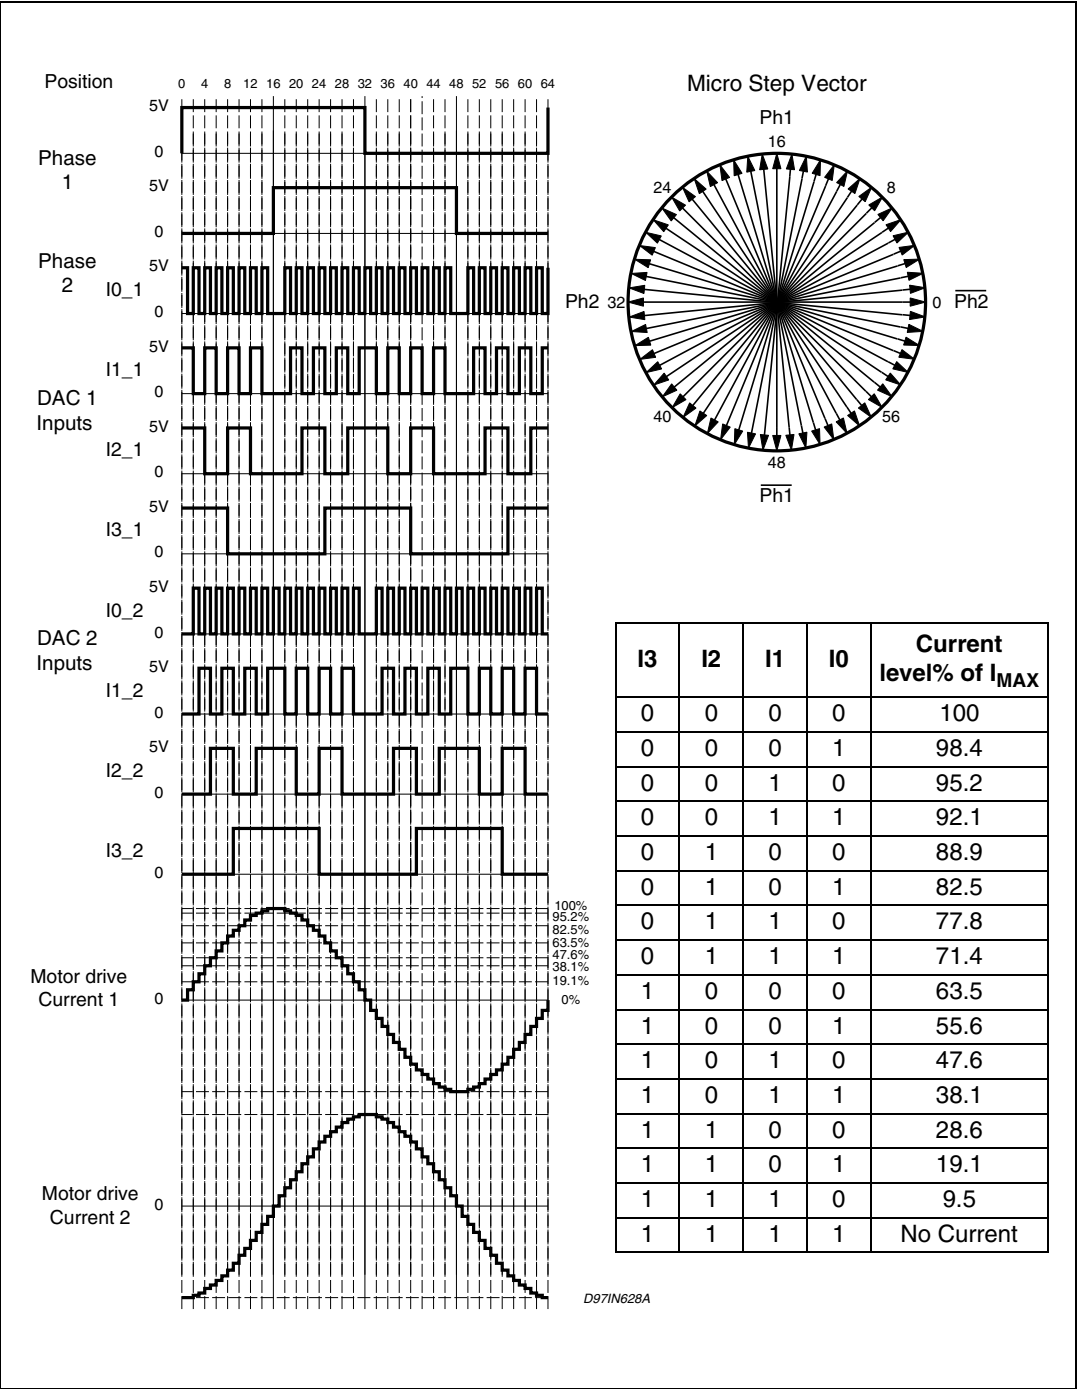 Position
0 4 8 12 16 20 24 28 32 36 40 44 48 52 56 60 64
5V
0
Phase
1
5V
0
Phase
2
5V
I0_1
0
5V
I1_1
0
DAC 1
Inputs
5V
I2_1
0
5V
I3_1
0
5V
I0_2
0
DAC 2
Inputs
5V
I1_2
0
5V
I2_2
0
I3_2
0
100%
95.2%
82.5%
63.5%
47.6%
38.1%
19.1%
0%
Motor drive
Current 1
0
Motor drive
Current 2
0
D97IN628A
Micro Step Vector
Ph1
16
24
8
Ph2 32
0 Ph2
40
56
48
Ph1
I3 I2 I1 I0 Current level% of IMAX
0 0 0 0 100
0 0 0 1 98.4
0 0 1 0 95.2
0 0 1 1 92.1
0 1 0 0 88.9
0 1 0 1 82.5
0 1 1 0 77.8
0 1 1 1 71.4
1 0 0 0 63.5
1 0 0 1 55.6
1 0 1 0 47.6
1 0 1 1 38.1
1 1 0 0 28.6
1 1 0 1 19.1
1 1 1 0 9.5
1 1 1 1 No Current